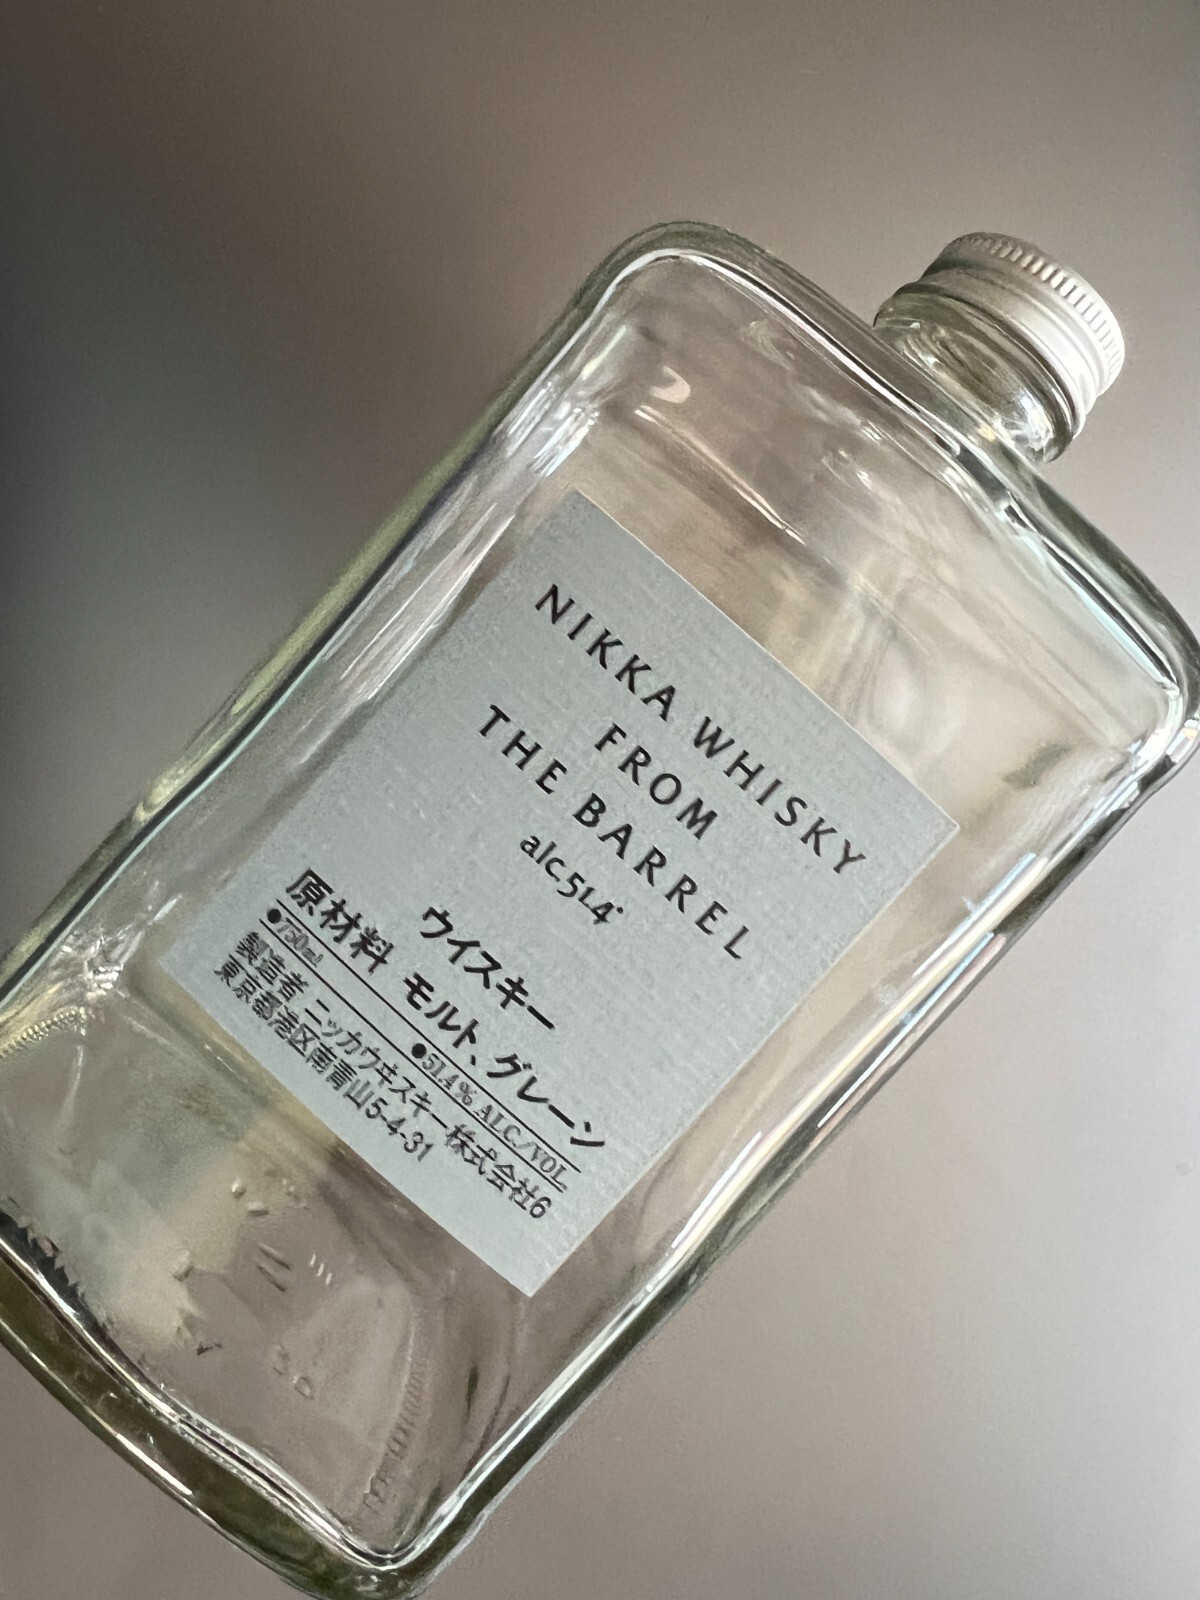 NIKKA WHISKY
FROM
THE BARREL
alc.51.4°
ウイスキー
原材料 モルト、グレーン
●750ml ●51.4% ALC./VOL.
製造者 ニッカウヰスキー株式会社6
東京都港区南青山5-4-31